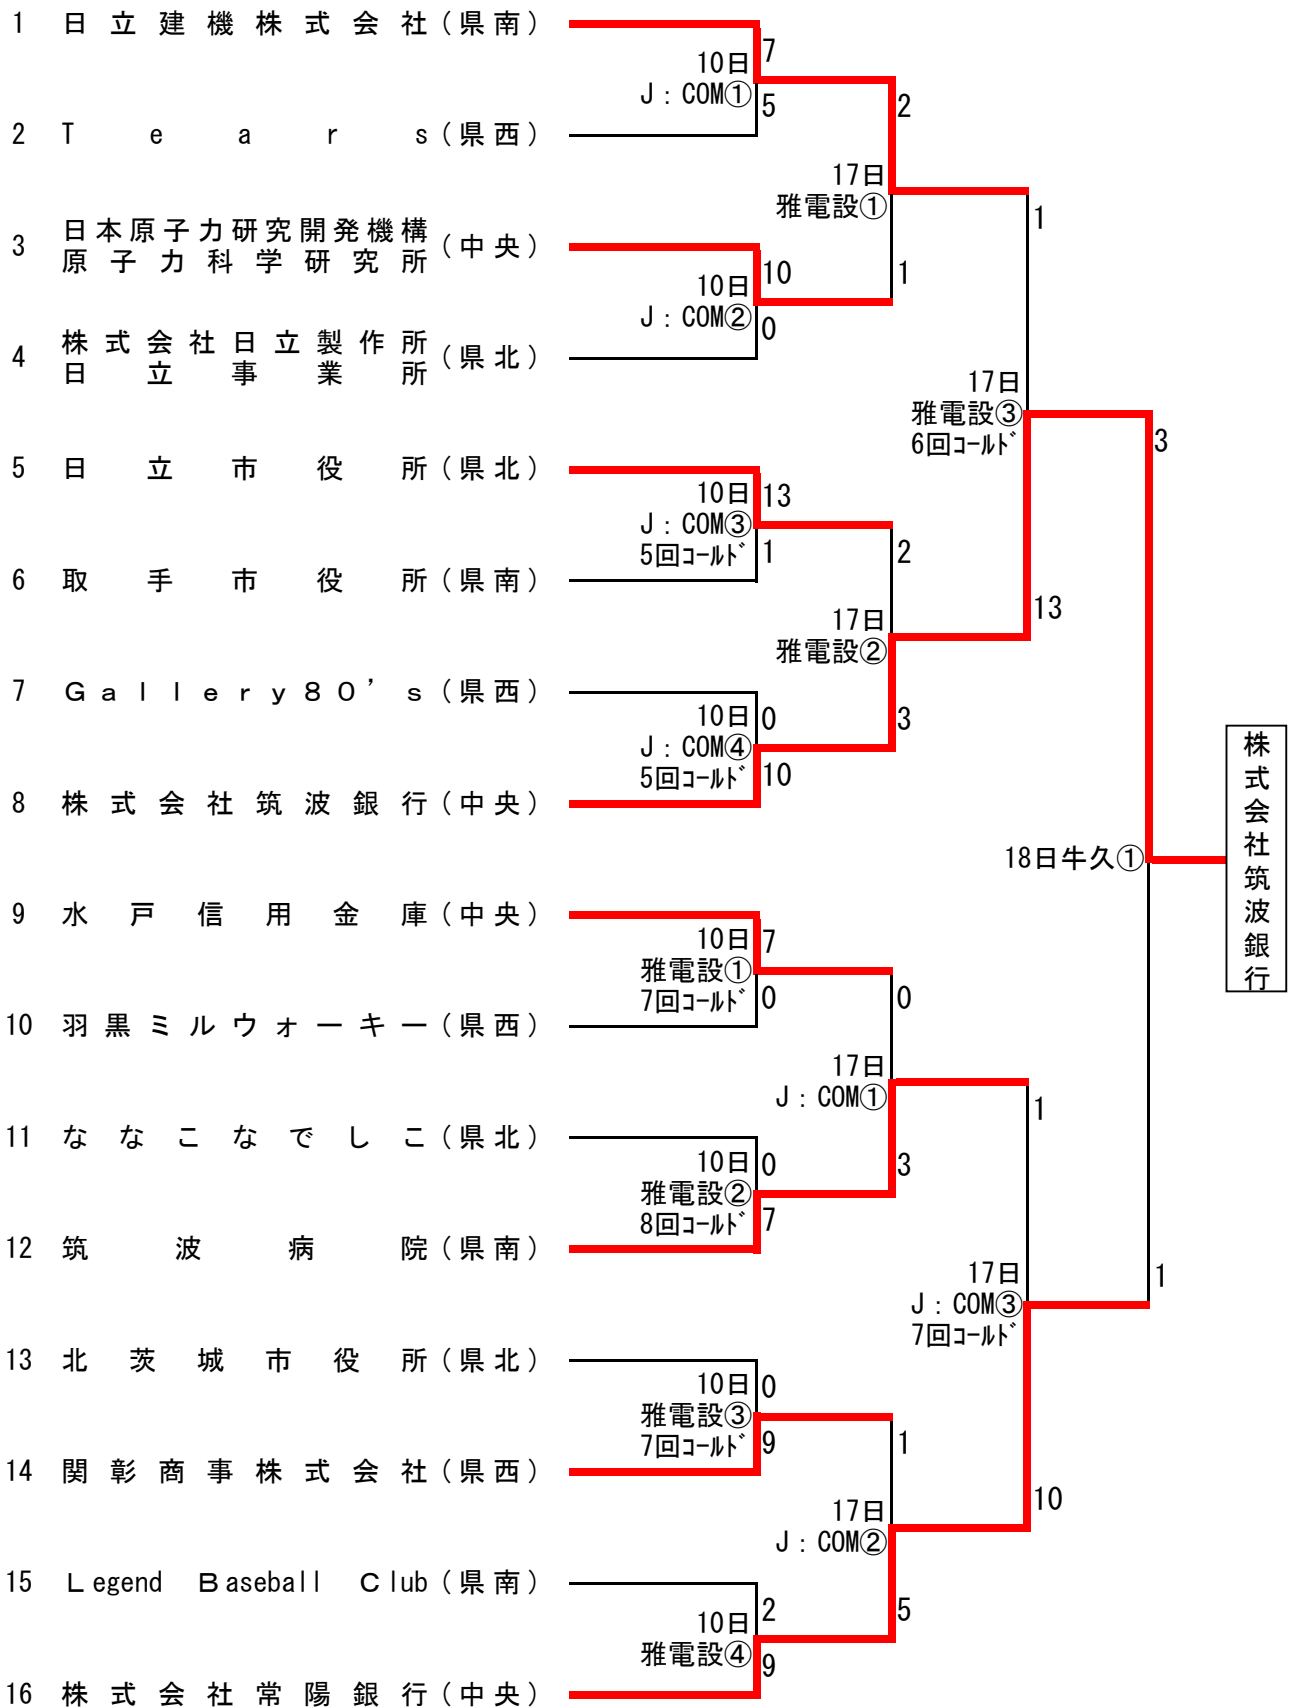 1 日立建機株式会社(県南)
7
10日
J:COM①
5
2
2 Tears(県西)
17日
雅電設①
1
3 日本原子力研究開発機構
原子力科学研究所(中央)
10
10日
J:COM②
0
1
4 株式会社日立製作所
日立事業所(県北)
17日
雅電設③
6回コールド
3
5 日立市役所(県北)
13
10日
J:COM③
5回コールド
1
2
6 取手市役所(県南)
13
17日
雅電設②
7 Gallery80’s(県西)
0
10日
J:COM④
5回コールド
10
3
8 株式会社筑波銀行(中央)
株式会社筑波銀行
18日牛久①
9 水戸信用金庫(中央)
7
10日
雅電設①
7回コールド
0
0
10 羽黒ミルウォーキー(県西)
17日
J:COM①
1
11 ななこなでしこ(県北)
0
10日
雅電設②
8回コールド
7
3
12 筑波病院(県南)
17日
J:COM③
7回コールド
1
13 北茨城市役所(県北)
0
10日
雅電設③
7回コールド
9
1
14 関彰商事株式会社(県西)
10
17日
J:COM②
15 Legend Baseball Club(県南)
2
10日
雅電設④
9
5
16 株式会社常陽銀行(中央)